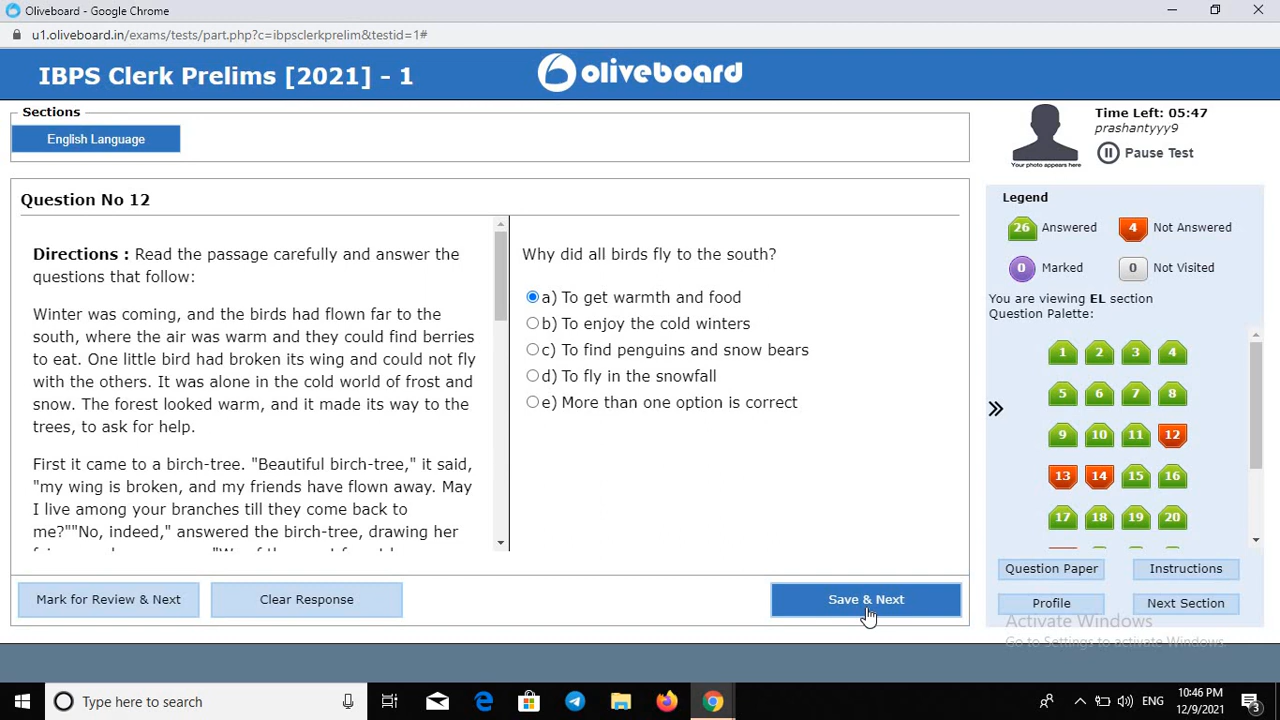 Oliveboard - Google Chrome
u1.oliveboard.in/exams/tests/part.php?c=ibpsclerkprelim&testid=1#
IBPS Clerk Prelims [2021] - 1
oliveboard
Sections
English Language
Your photo appears here
Time Left: 05:47
prashantyyy9
Pause Test
Question No 12
Directions : Read the passage carefully and answer the
questions that follow:
Winter was coming, and the birds had flown far to the
south, where the air was warm and they could find berries
to eat. One little bird had broken its wing and could not fly
with the others. It was alone in the cold world of frost and
snow. The forest looked warm, and it made its way to the
trees, to ask for help.
First it came to a birch-tree. "Beautiful birch-tree," it said,
"my wing is broken, and my friends have flown away. May
I live among your branches till they come back to
me?""No, indeed," answered the birch-tree, drawing her
Why did all birds fly to the south?
a) To get warmth and food
b) To enjoy the cold winters
c) To find penguins and snow bears
d) To fly in the snowfall
e) More than one option is correct
Mark for Review & Next
Clear Response
Save & Next
Legend
26 Answered
4 Not Answered
0 Marked
0 Not Visited
You are viewing EL section
Question Palette:
1 2 3 4
5 6 7 8
9 10 11 12
13 14 15 16
17 18 19 20
Question Paper
Instructions
Profile
Next Section
Activate Windows
Go to Settings to activate Windows.
Type here to search
ENG
10:46 PM
12/9/2021
3